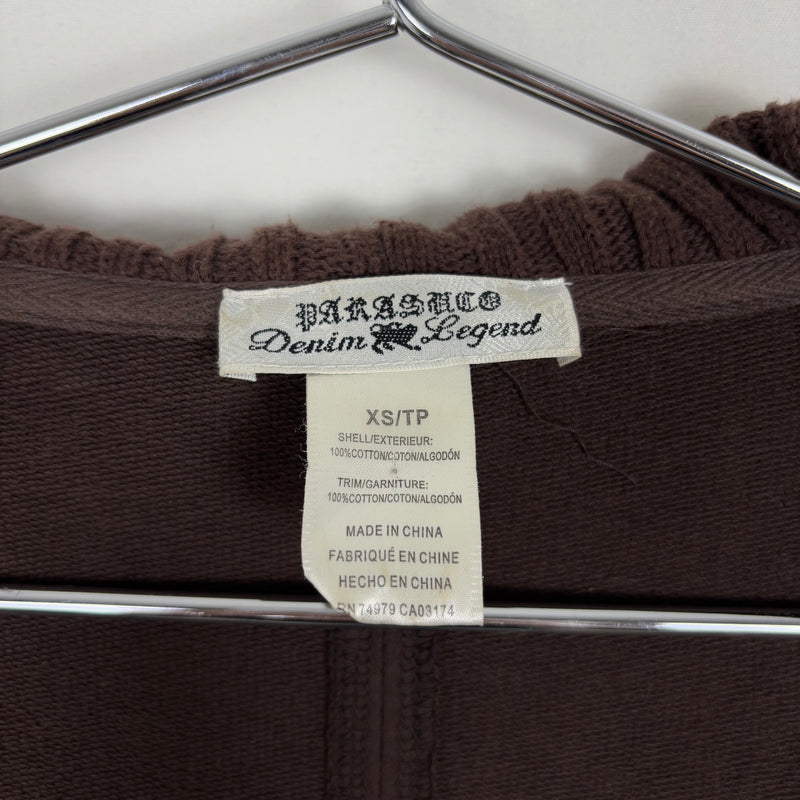 PARASUCO
Denim Legend
XS/TP
SHELL/EXTERIEUR:
100%COTTON/COTON/ALGODÓN
TRIM/GARNITURE:
100%COTTON/COTON/ALGODÓN
MADE IN CHINA
FABRIQUÉ EN CHINE
HECHO EN CHINA
RN 74979 CA03174